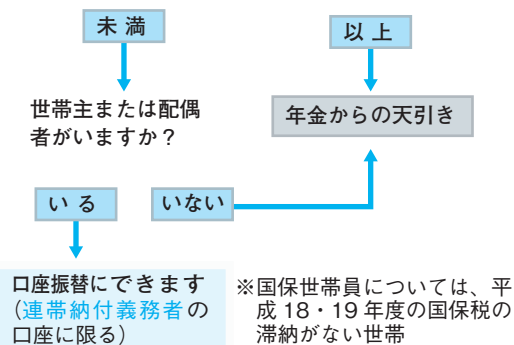 未満
以上
世帯主または配偶
者がいますか？
年金からの天引き
いる
いない
口座振替にできます
(連帯納付義務者の
口座に限る)
※国保世帯員については、平
成 18・19 年度の国保税の
滞納がない世帯